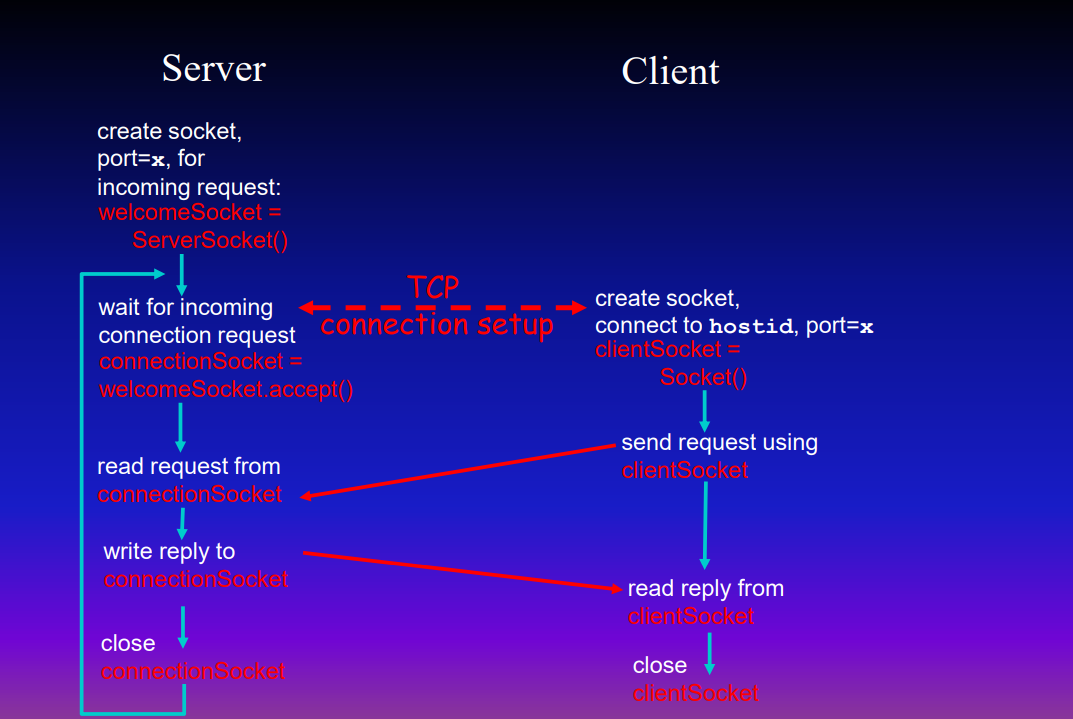 Server
create socket,
port=x, for
incoming request:
welcomeSocket =
ServerSocket()
wait for incoming
connection request
connectionSocket =
welcomeSocket.accept()
read request from
connectionSocket
write reply to
connectionSocket
close
connectionSocket
TCP
connection setup
Client
create socket,
connect to hostid, port=x
clientSocket =
Socket()
send request using
clientSocket
read reply from
clientSocket
close
clientSocket